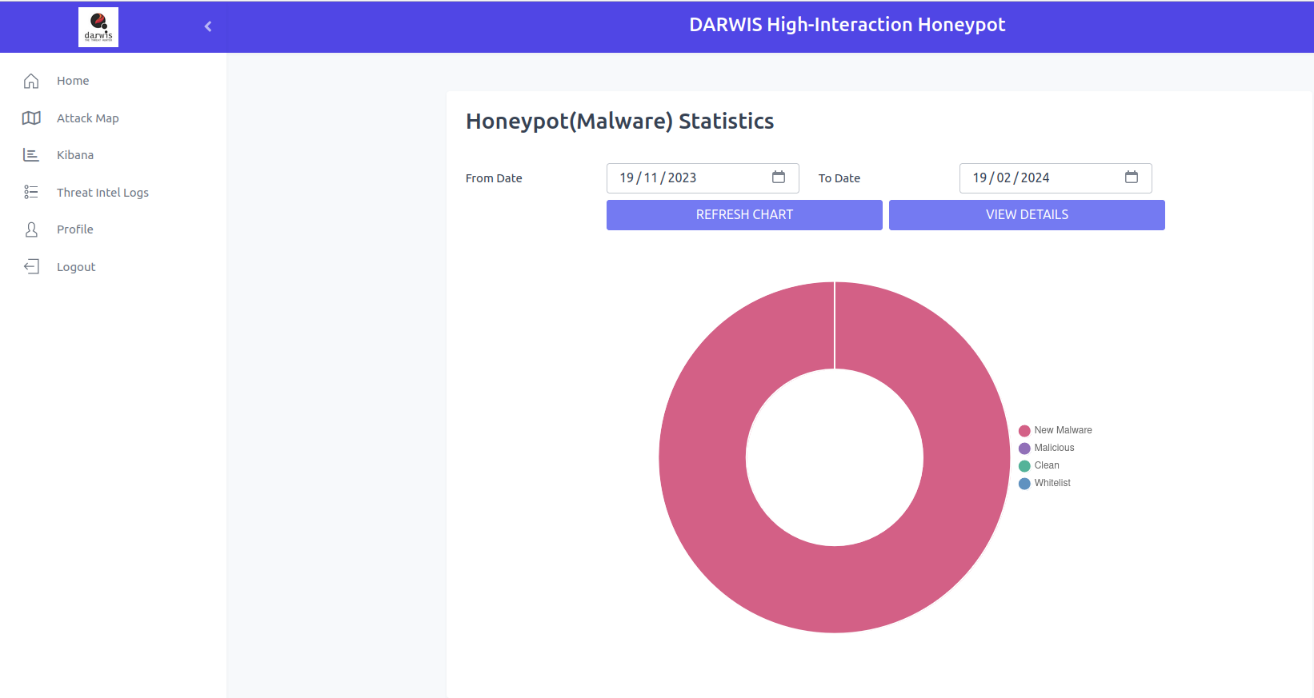 darwis
DARWIS High-Interaction Honeypot
Home
Attack Map
Kibana
Threat Intel Logs
Profile
Logout
Honeypot(Malware) Statistics
From Date
19/11/2023
To Date
19/02/2024
REFRESH CHART
VIEW DETAILS
New Malware
Malicious
Clean
Whitelist